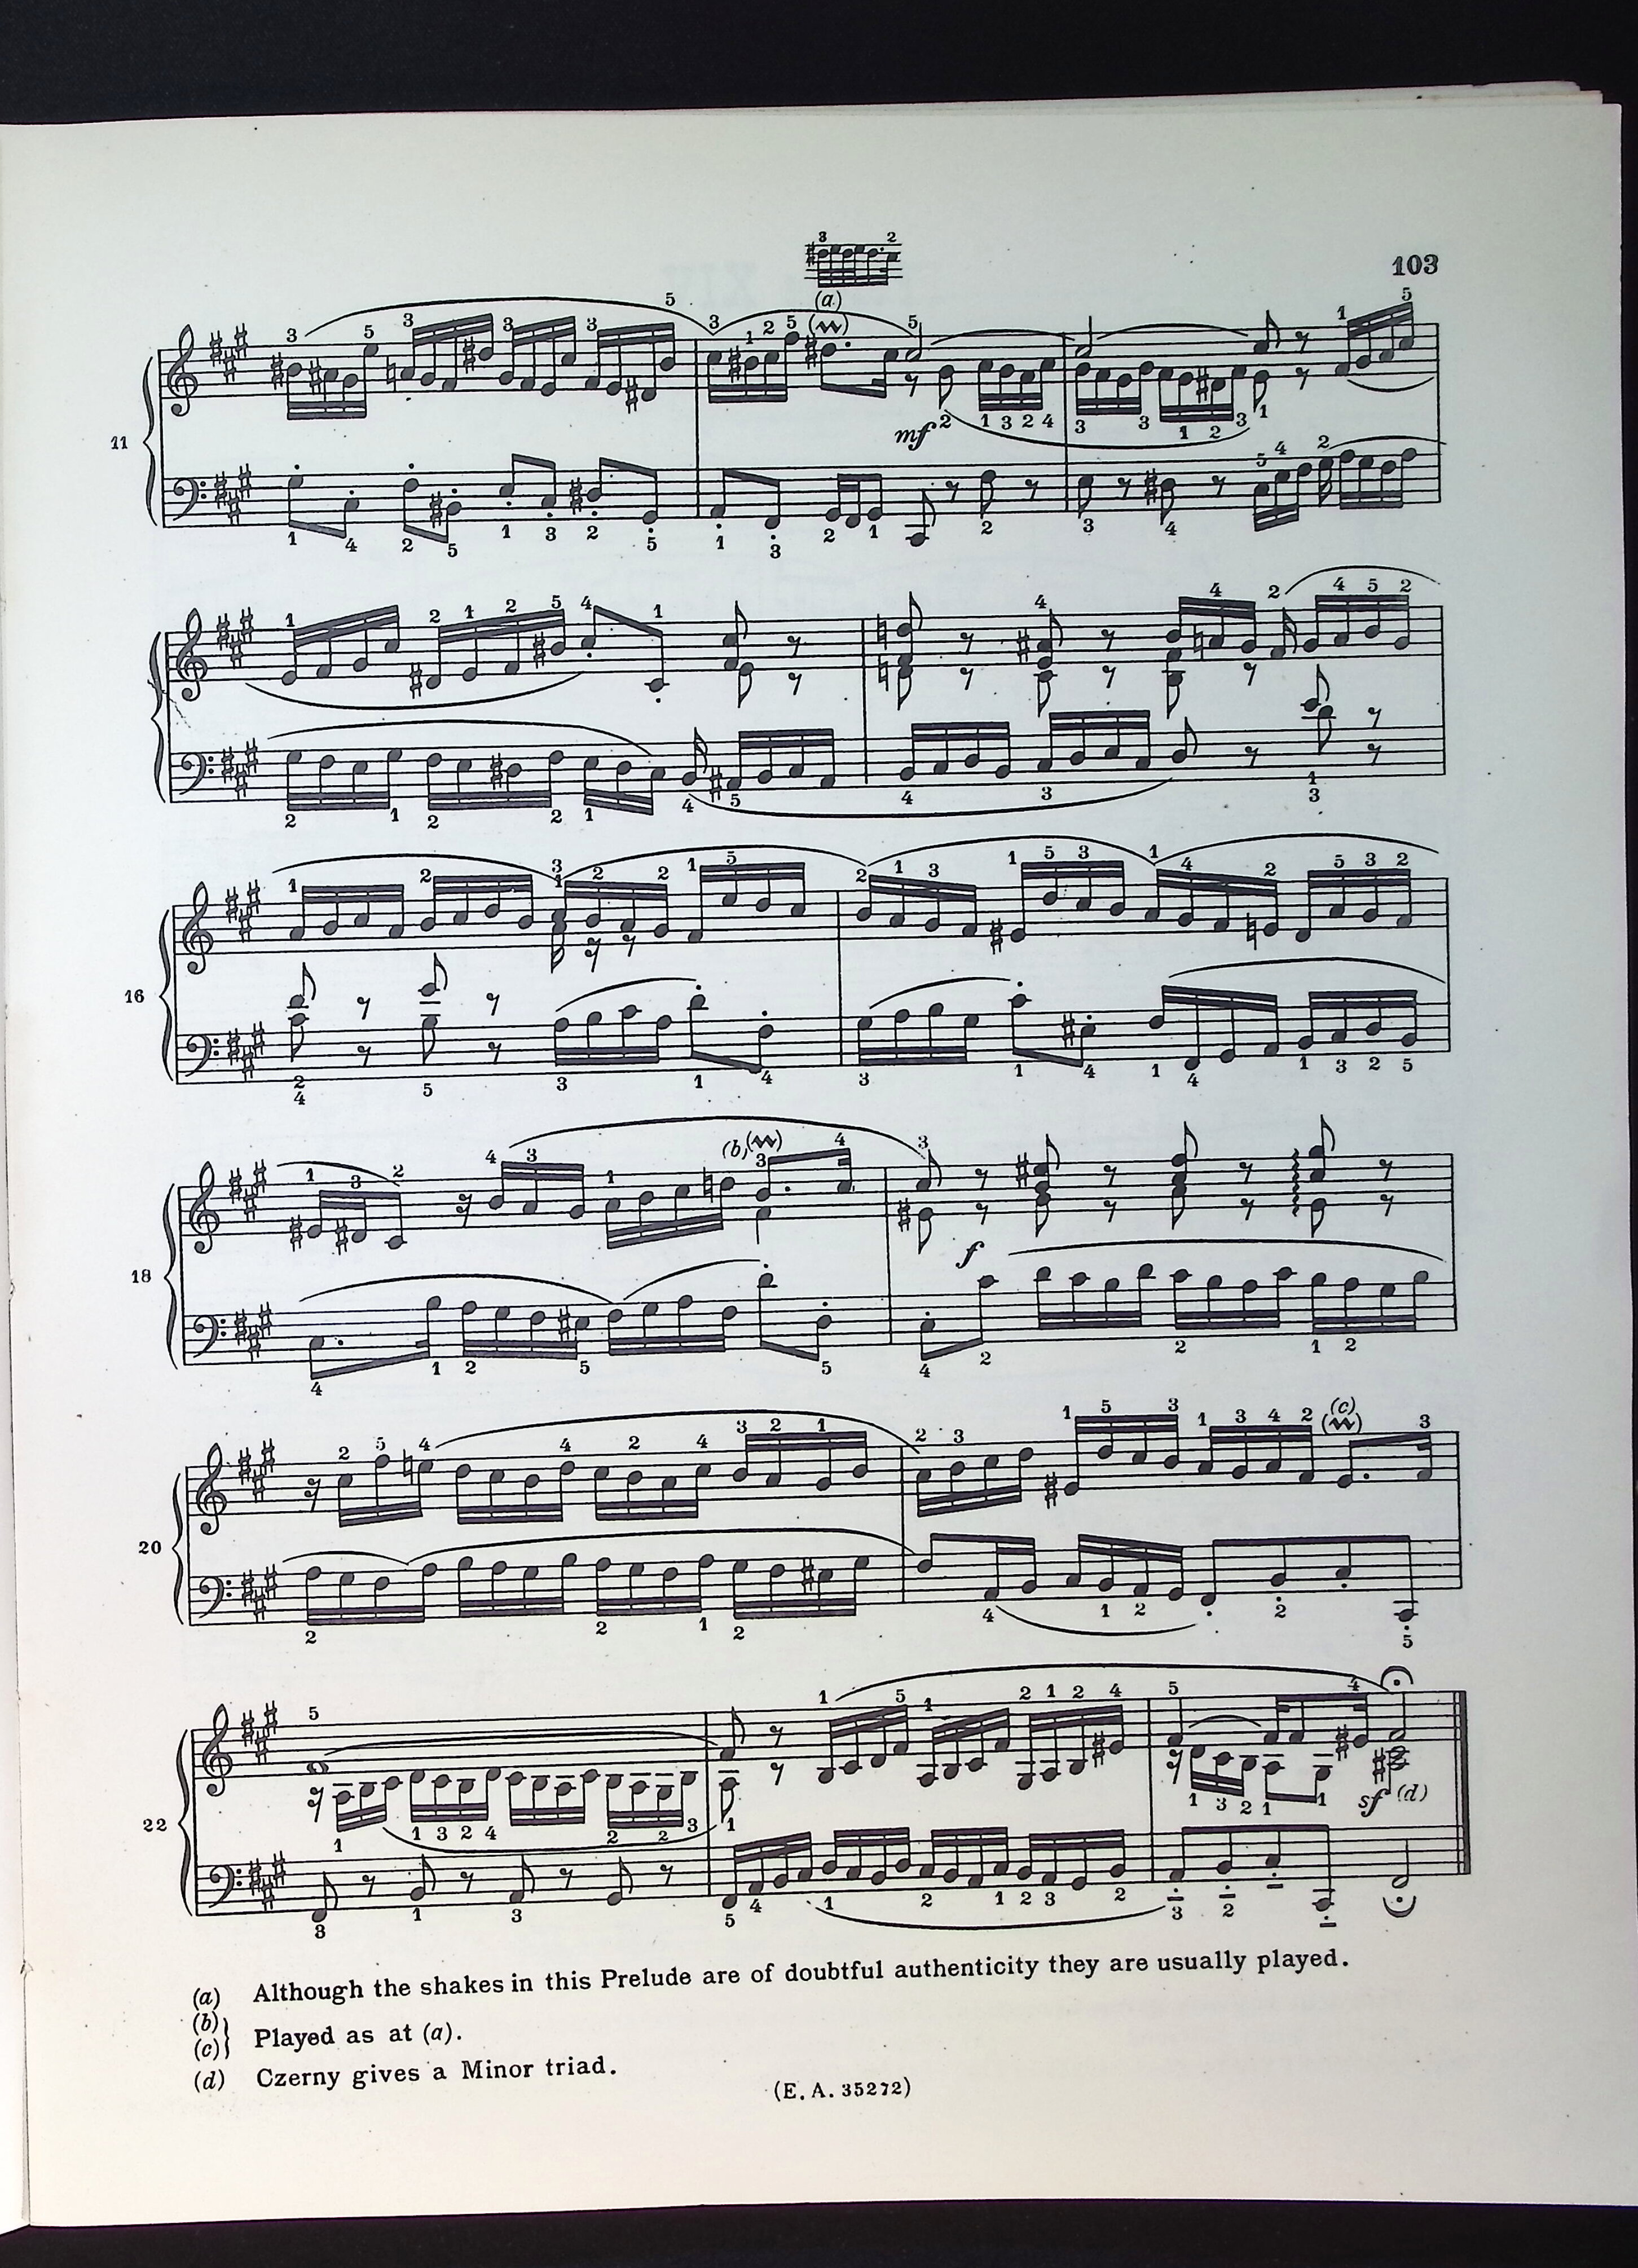 103
(a)
mf
11
16
(b)
18
f
20
(c)
22
sf (d)
(a) Although the shakes in this Prelude are of doubtful authenticity they are usually played.
(b)
(c) } Played as at (a).
(d) Czerny gives a Minor triad.
(E. A. 35272)